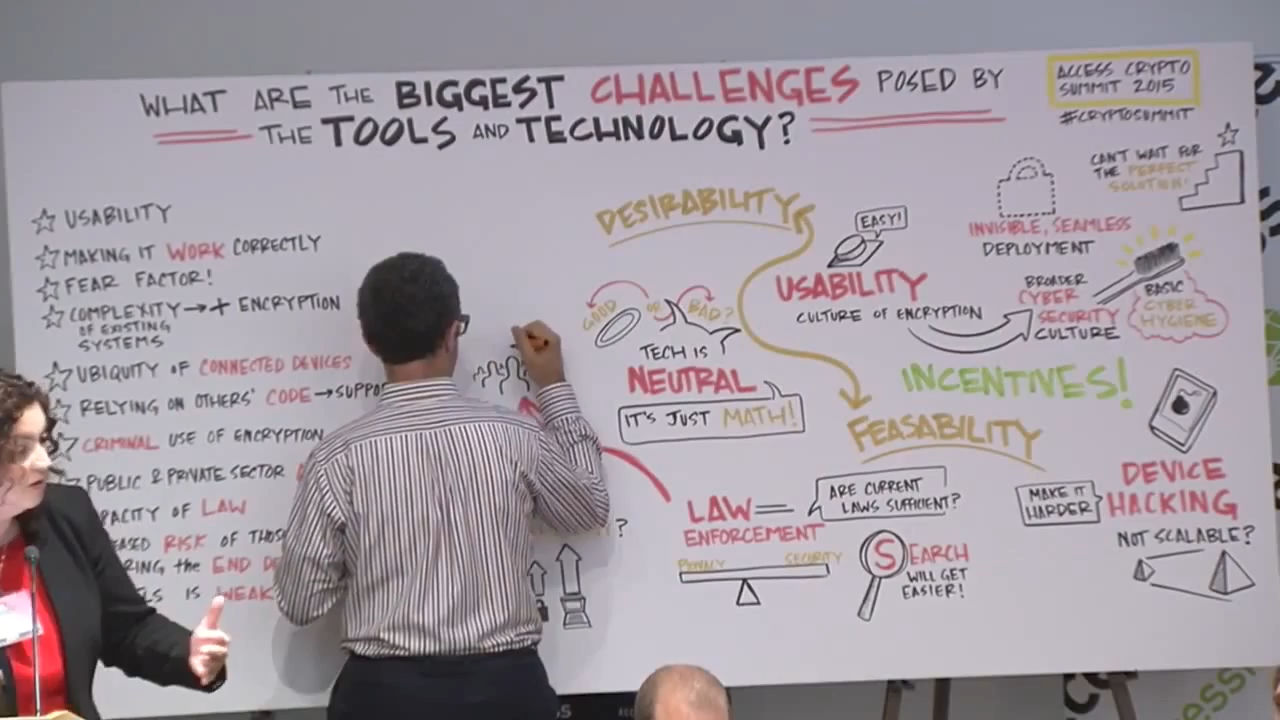 WHAT ARE THE BIGGEST CHALLENGES POSED BY
THE TOOLS AND TECHNOLOGY?
ACCESS CRYPTO
SUMMIT 2015
#CRYPTOSUMMIT
USABILITY
MAKING IT WORK CORRECTLY
FEAR FACTOR!
COMPLEXITY → + ENCRYPTION
OF EXISTING
SYSTEMS
UBIQUITY OF CONNECTED DEVICES
RELYING ON OTHERS' CODE → SUPPO
CRIMINAL USE OF ENCRYPTION
PUBLIC & PRIVATE SECTOR
PACITY OF LAW
EASED RISK OF THOS
RING the END DE
LS IS WEAK
?
DESIRABILITY
GOOD OR BAD?
TECH IS
NEUTRAL
IT'S JUST MATH!
EASY!
USABILITY
CULTURE OF ENCRYPTION
INVISIBLE, SEAMLESS
DEPLOYMENT
CAN'T WAIT FOR
THE PERFECT
SOLUTION!
BROADER
CYBER
SECURITY
CULTURE
BASIC
CYBER
HYGIENE
INCENTIVES!
FEASABILITY
LAW
ENFORCEMENT
ARE CURRENT
LAWS SUFFICIENT?
PRIVACY SECURITY
SEARCH
WILL GET
EASIER!
MAKE IT
HARDER
DEVICE
HACKING
NOT SCALABLE?